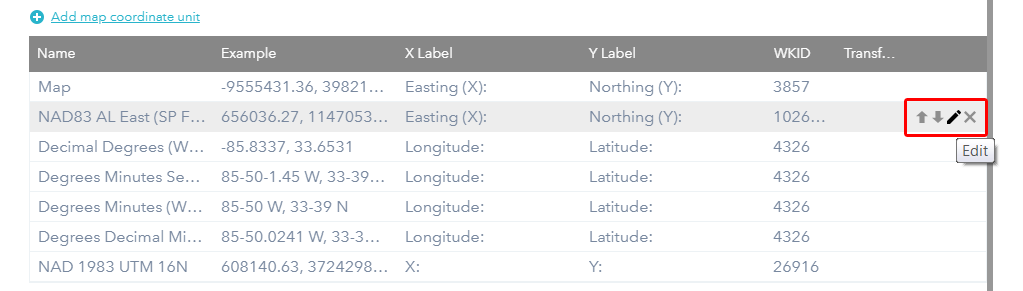 Add map coordinate unit
Name Example X Label Y Label WKID Transf...
Map -9555431.36, 39821... Easting (X): Northing (Y): 3857
NAD83 AL East (SP F... 656036.27, 1147053... Easting (X): Northing (Y): 1026...
Decimal Degrees (W... -85.8337, 33.6531 Longitude: Latitude: 4326
Edit
Degrees Minutes Se... 85-50-1.45 W, 33-39... Longitude: Latitude: 4326
Degrees Minutes (W... 85-50 W, 33-39 N Longitude: Latitude: 4326
Degrees Decimal Mi... 85-50.0241 W, 33-3... Longitude: Latitude: 4326
NAD 1983 UTM 16N 608140.63, 3724298... X: Y: 26916